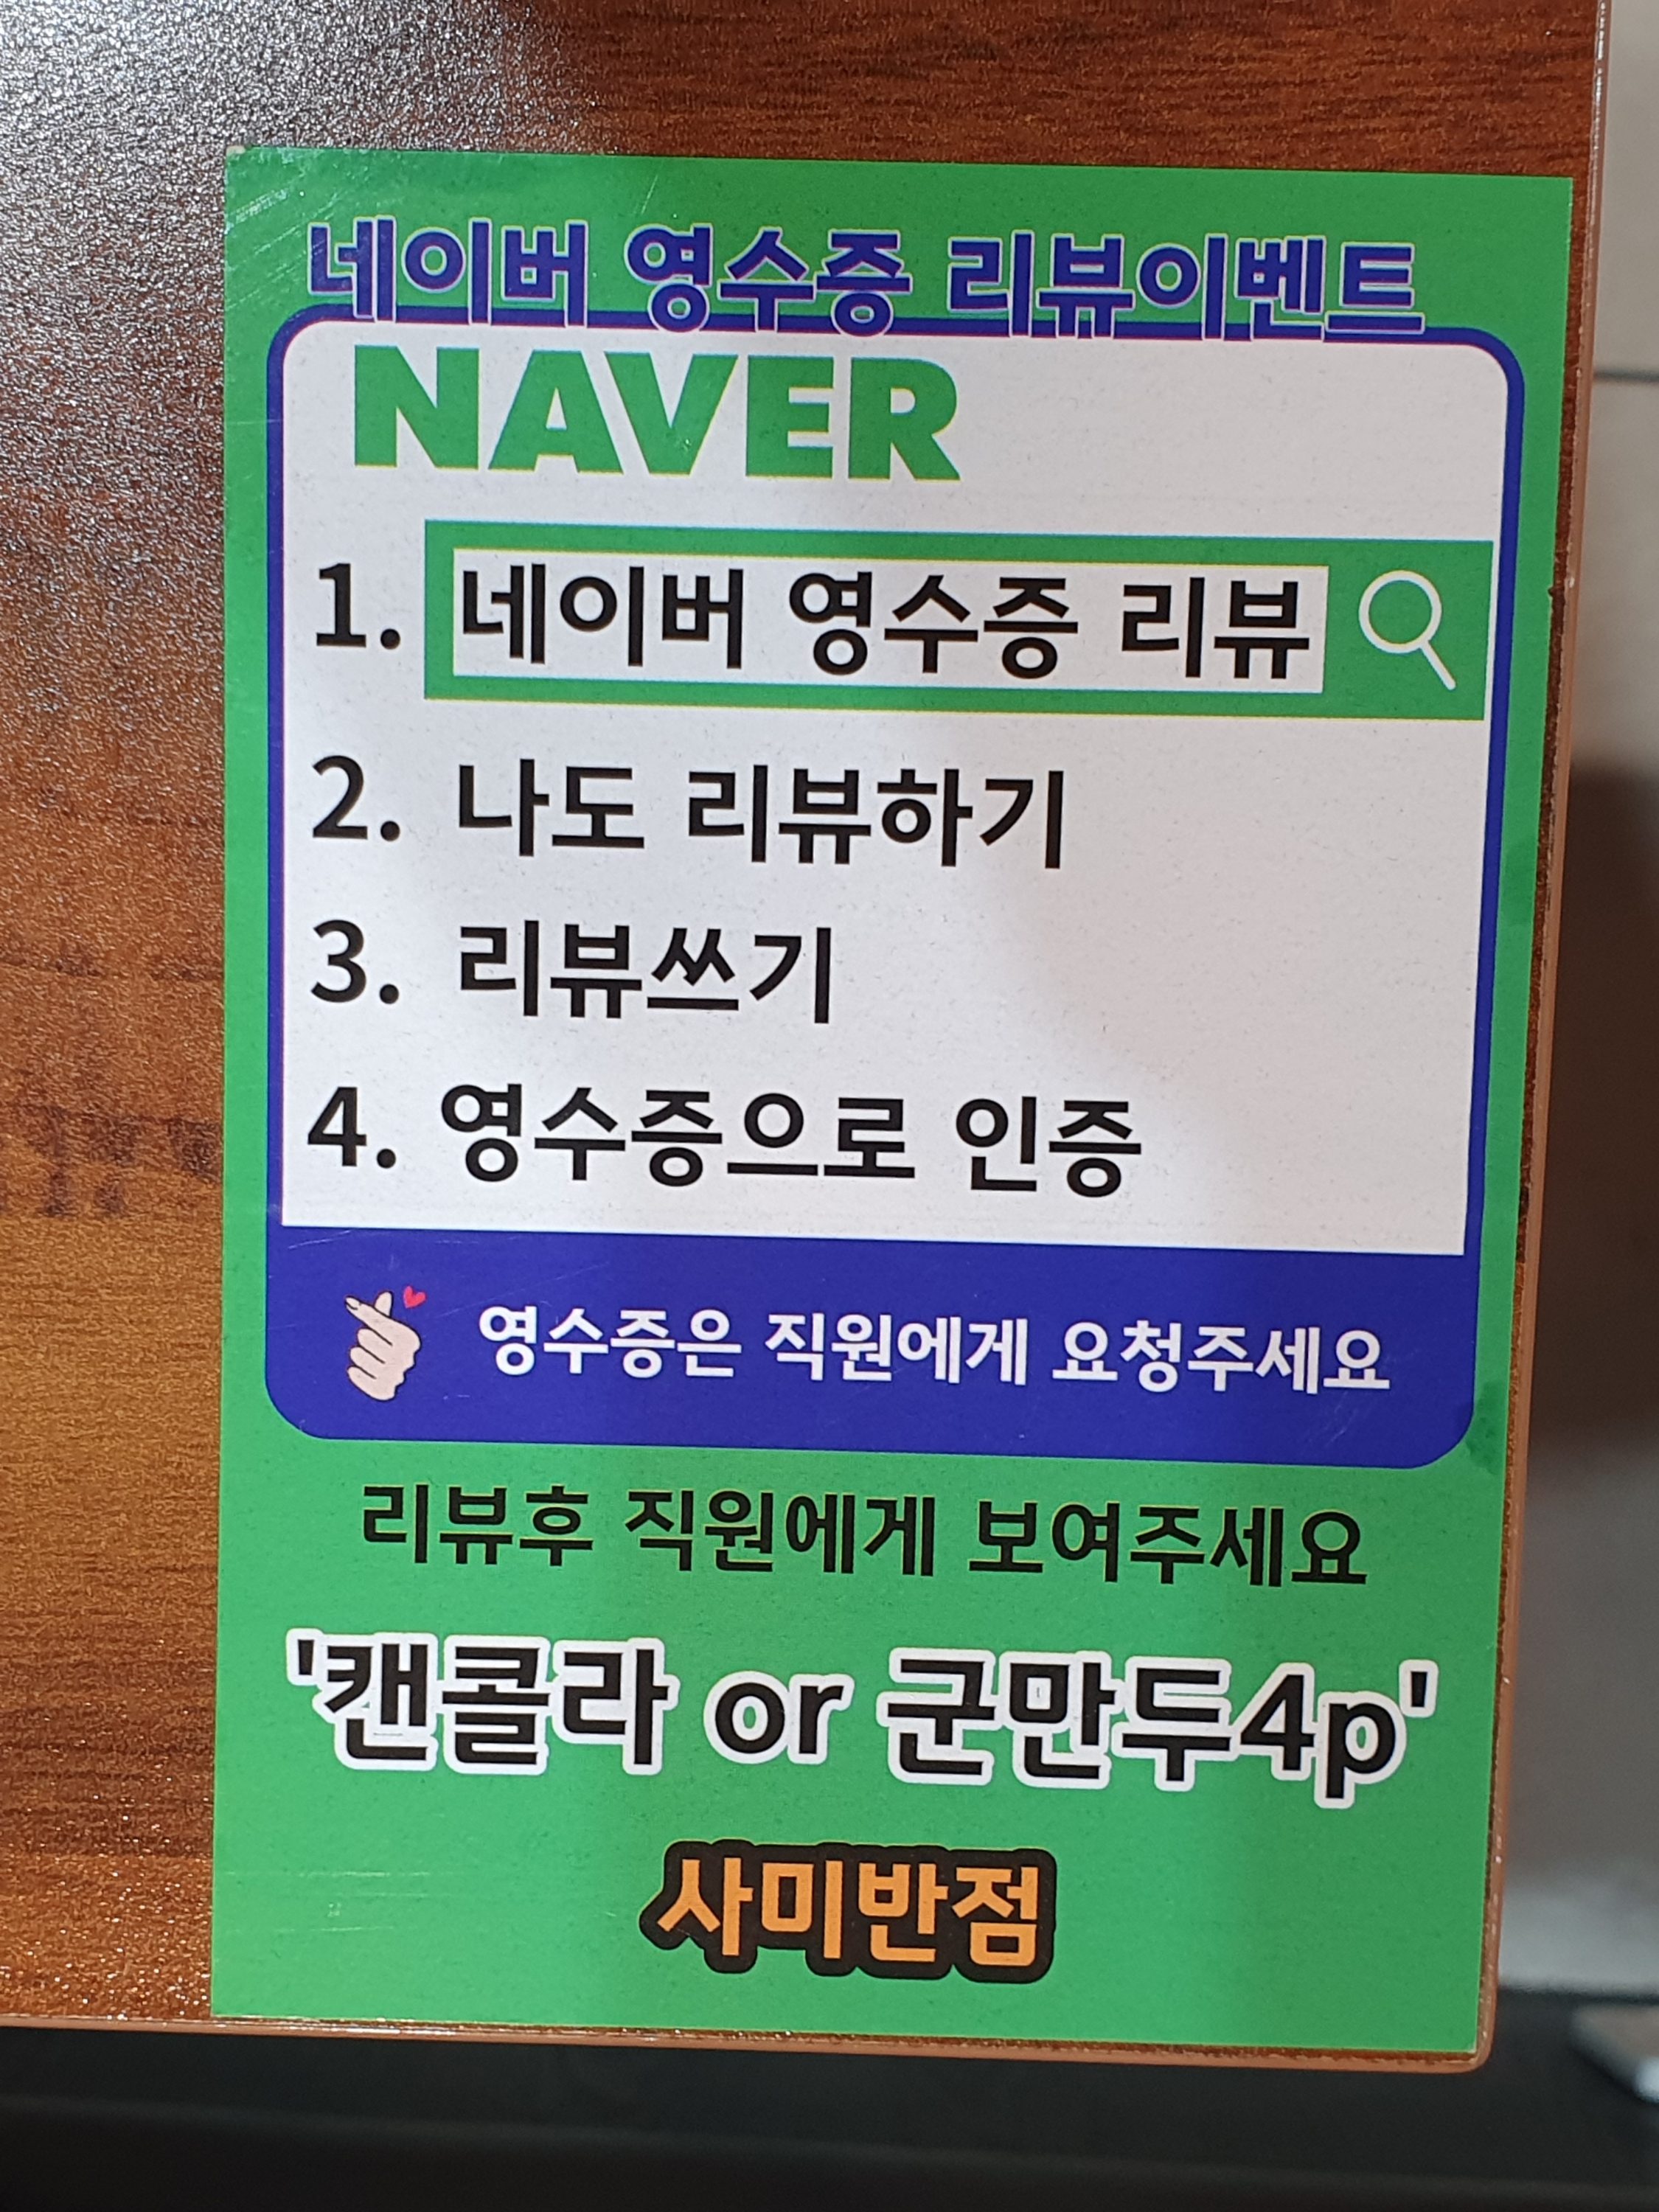 네이버 영수증 리뷰이벤트
NAVER
1. 네이버 영수증 리뷰
2. 나도 리뷰하기
3. 리뷰쓰기
4. 영수증으로 인증
영수증은 직원에게 요청주세요
리뷰후 직원에게 보여주세요
'캔콜라 or 군만두4p'
사미반점